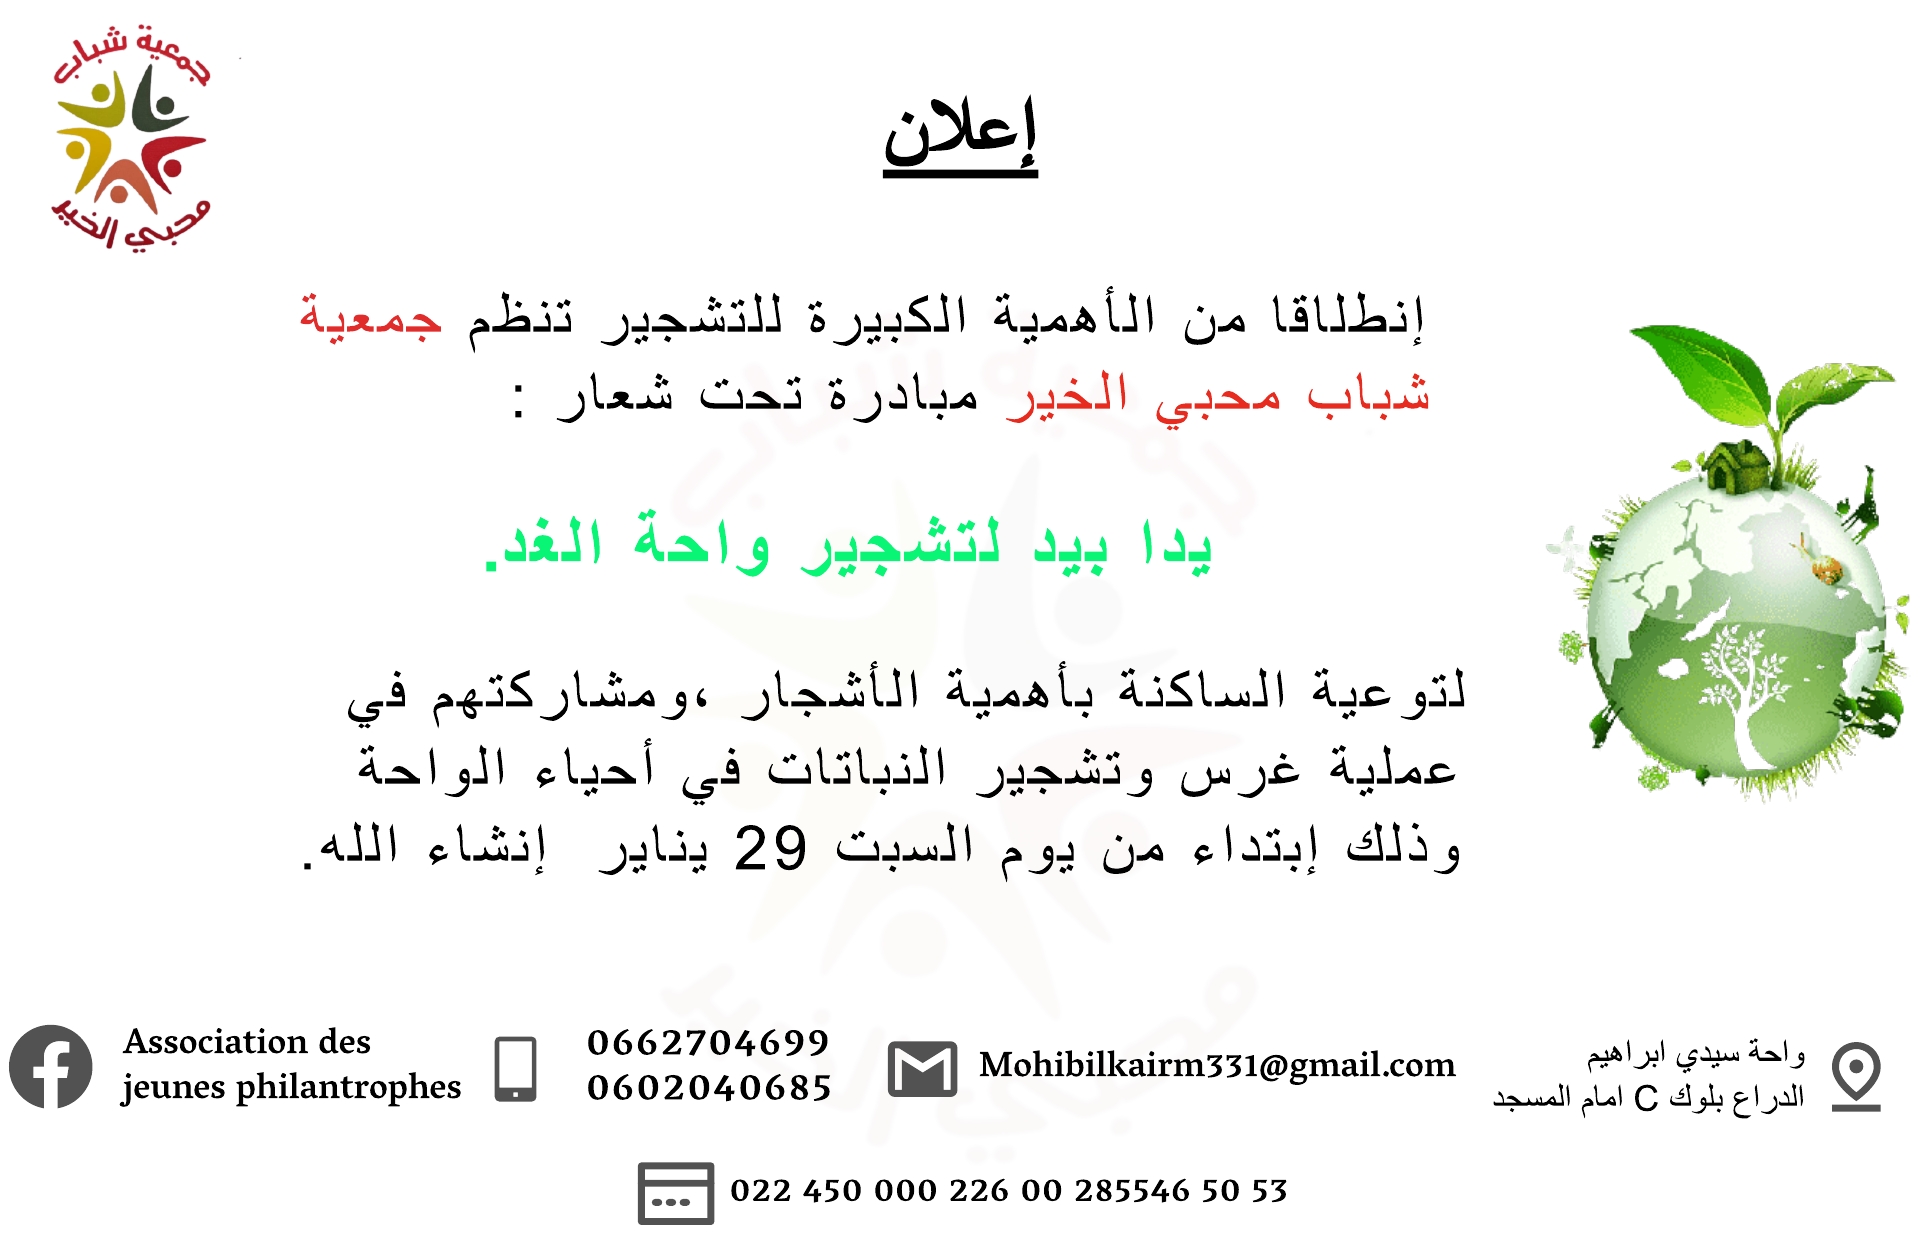 جمعية شباب
محبي الخير
إعلان
إنطلاقا من الأهمية الكبيرة للتشجير تنظم جمعية
شباب محبي الخير مبادرة تحت شعار :
يدا بيد لتشجير واحة الغد.
لتوعية الساكنة بأهمية الأشجار ،ومشاركتهم في
عملية غرس وتشجير النباتات في أحياء الواحة
وذلك إبتداء من يوم السبت 29 يناير إنشاء الله.
Association des
jeunes philantrophes
0662704699
0602040685
Mohibilkairm331@gmail.com
واحة سيدي ابراهيم
الدراع بلوك C امام المسجد
022 450 000 226 00 285546 50 53